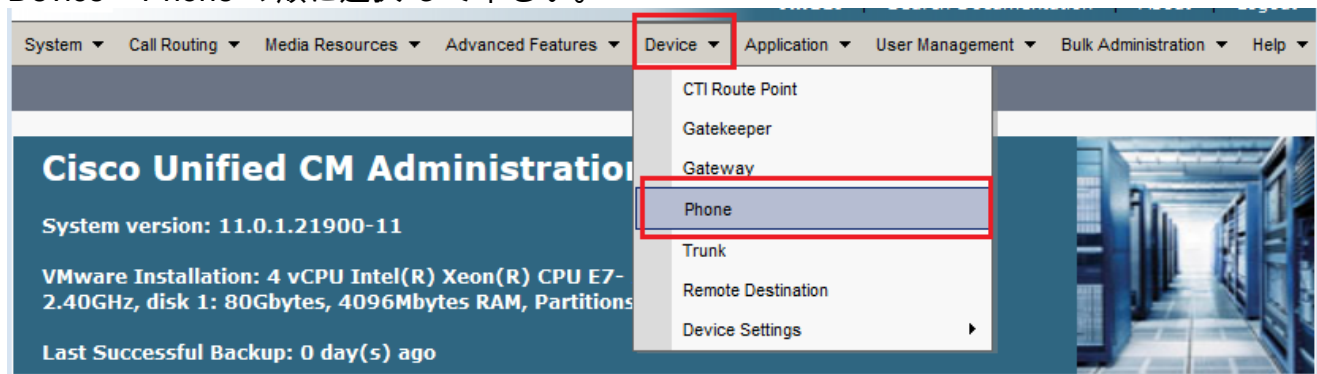 System ▼ Call Routing ▼ Media Resources ▼ Advanced Features ▼ Device ▼ Application ▼ User Management ▼ Bulk Administration ▼ Help ▼
CTI Route Point
Gatekeeper
Gateway
Phone
Trunk
Remote Destination
Device Settings
Cisco Unified CM Administration
System version: 11.0.1.21900-11
VMware Installation: 4 vCPU Intel(R) Xeon(R) CPU E7-
2.40GHz, disk 1: 80Gbytes, 4096Mbytes RAM, Partitions
Last Successful Backup: 0 day(s) ago